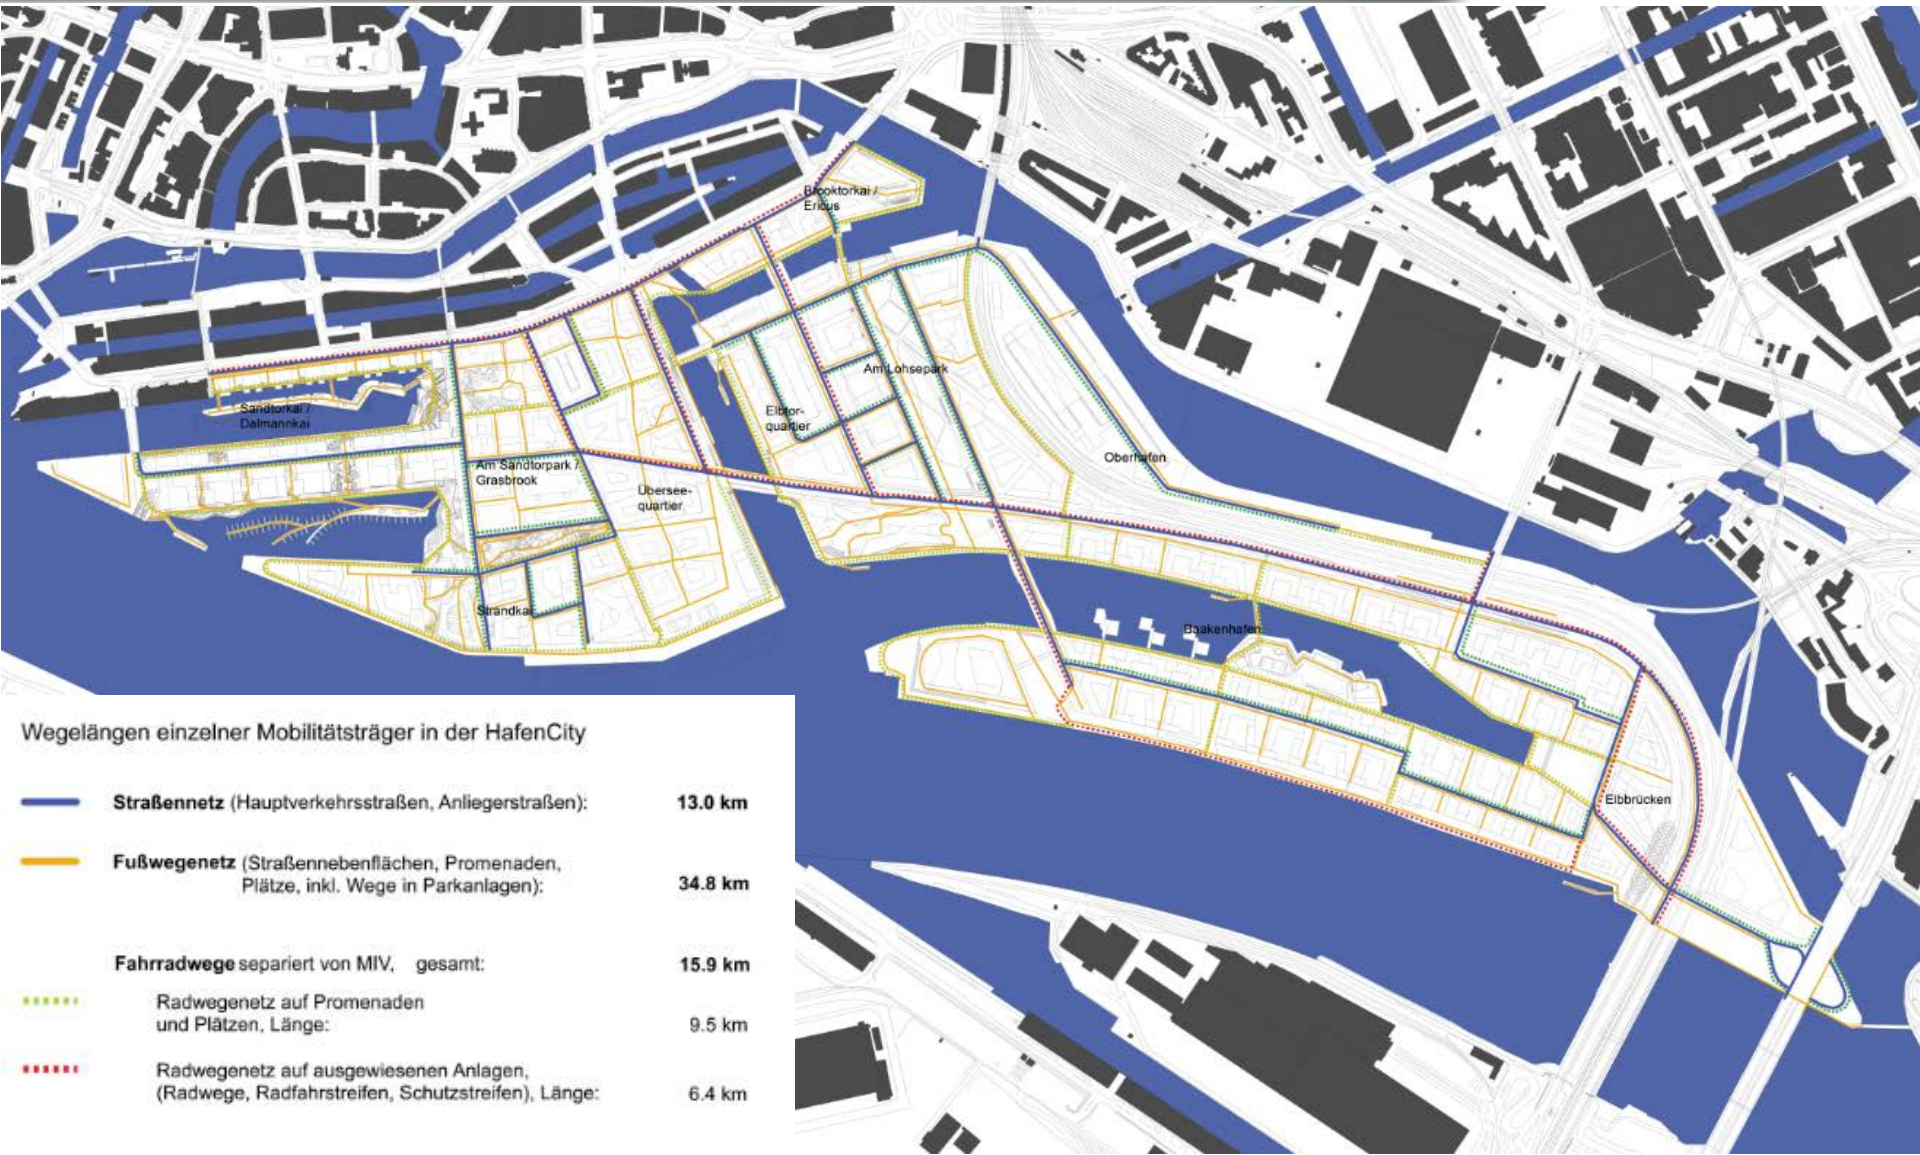 Brooktorkai /
Ericus
Am Lohsepark
Sandtorkai /
Dalmannkai
Elbtor-
quartier
Oberhafen
Am Sandtorpark /
Grasbrook
Übersee-
quartier
Strandkai
Baakenhafen
Elbbrücken
Wegelängen einzelner Mobilitätsträger in der HafenCity
Straßennetz (Hauptverkehrsstraßen, Anliegerstraßen): 13.0 km
Fußwegenetz (Straßennebenflächen, Promenaden,
Plätze, inkl. Wege in Parkanlagen): 34.8 km
Fahrradwege separiert von MIV, gesamt: 15.9 km
Radwegenetz auf Promenaden
und Plätzen, Länge: 9.5 km
Radwegenetz auf ausgewiesenen Anlagen,
(Radwege, Radfahrstreifen, Schutzstreifen), Länge: 6.4 km